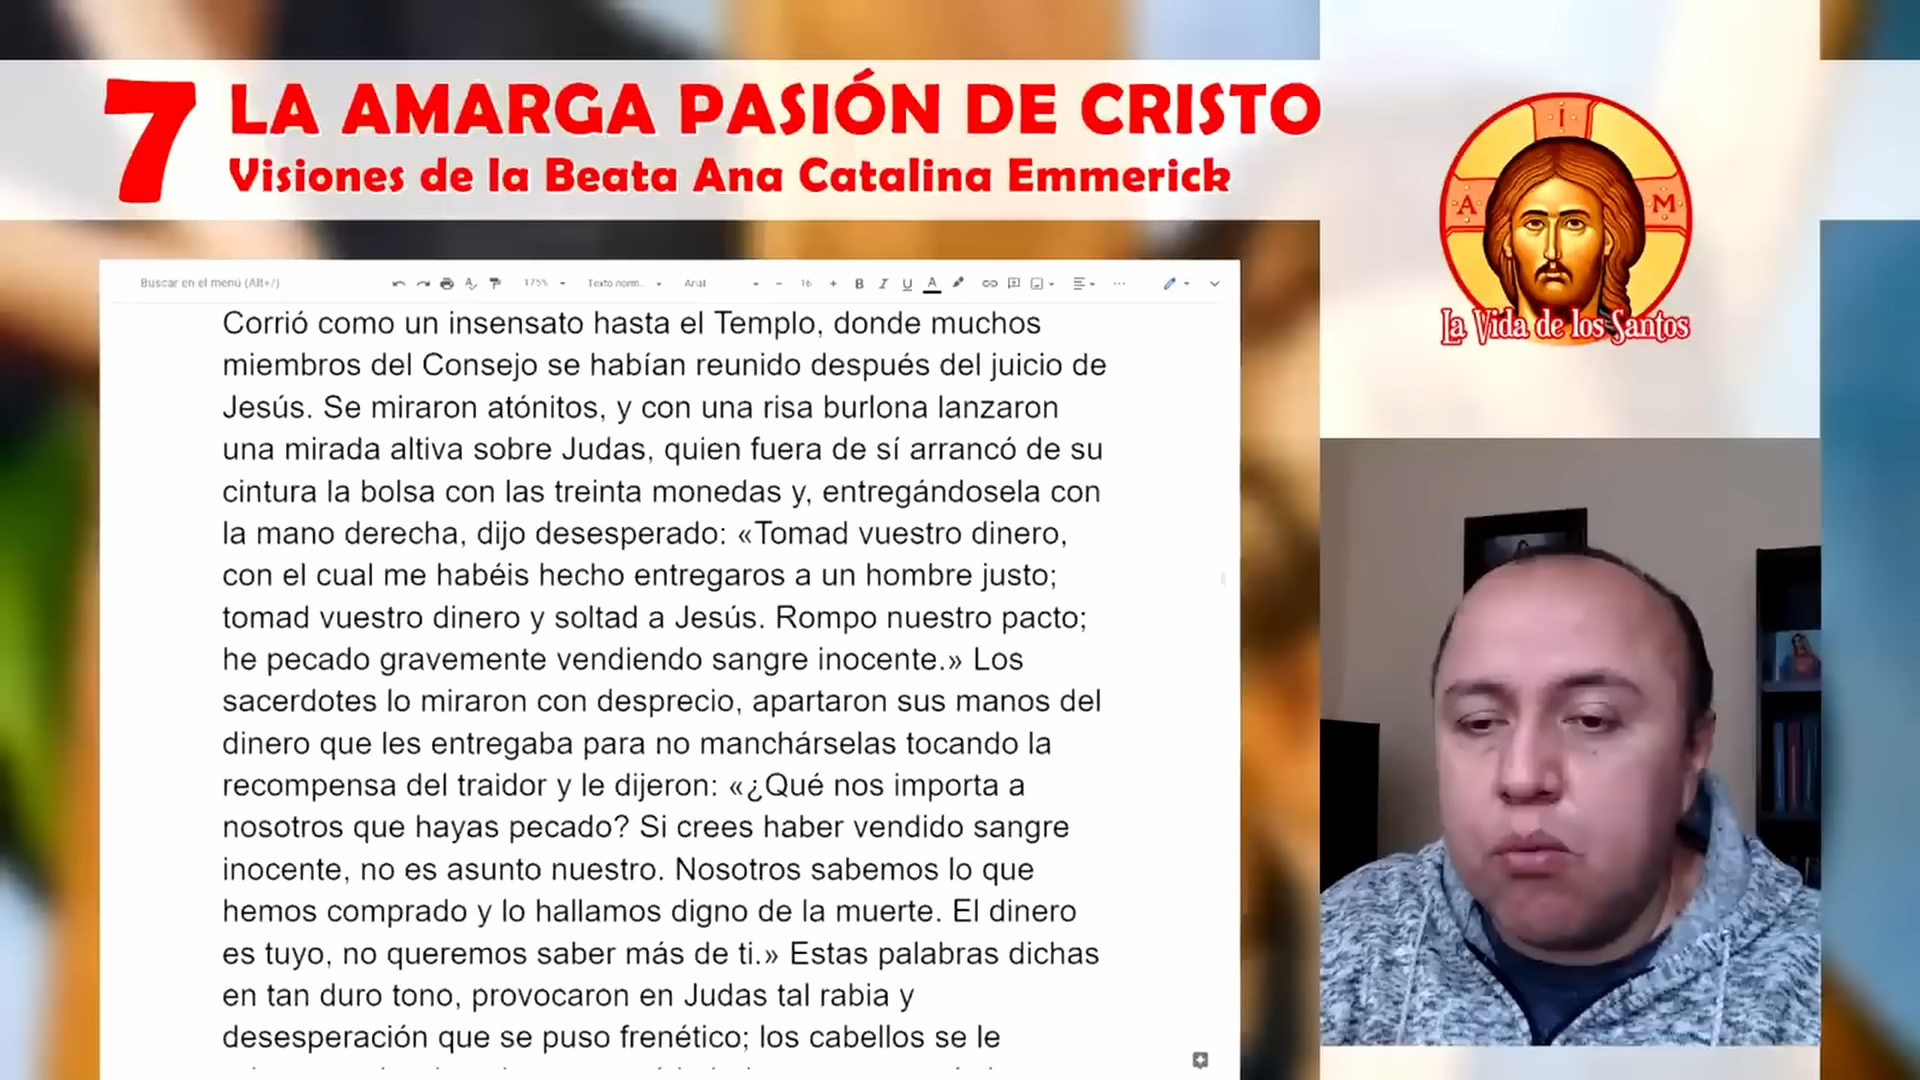 7
LA AMARGA PASIÓN DE CRISTO
Visiones de la Beata Ana Catalina Emmerick
I
A M
La Vida de los Santos
Buscar en el menú (Alt+/)
175% Texto norm... Arial - 16 + B I U A ...
Corrió como un insensato hasta el Templo, donde muchos
miembros del Consejo se habían reunido después del juicio de
Jesús. Se miraron atónitos, y con una risa burlona lanzaron
una mirada altiva sobre Judas, quien fuera de sí arrancó de su
cintura la bolsa con las treinta monedas y, entregándosela con
la mano derecha, dijo desesperado: «Tomad vuestro dinero,
con el cual me habéis hecho entregaros a un hombre justo;
tomad vuestro dinero y soltad a Jesús. Rompo nuestro pacto;
he pecado gravemente vendiendo sangre inocente.» Los
sacerdotes lo miraron con desprecio, apartaron sus manos del
dinero que les entregaba para no manchárselas tocando la
recompensa del traidor y le dijeron: «¿Qué nos importa a
nosotros que hayas pecado? Si crees haber vendido sangre
inocente, no es asunto nuestro. Nosotros sabemos lo que
hemos comprado y lo hallamos digno de la muerte. El dinero
es tuyo, no queremos saber más de ti.» Estas palabras dichas
en tan duro tono, provocaron en Judas tal rabia y
desesperación que se puso frenético; los cabellos se le